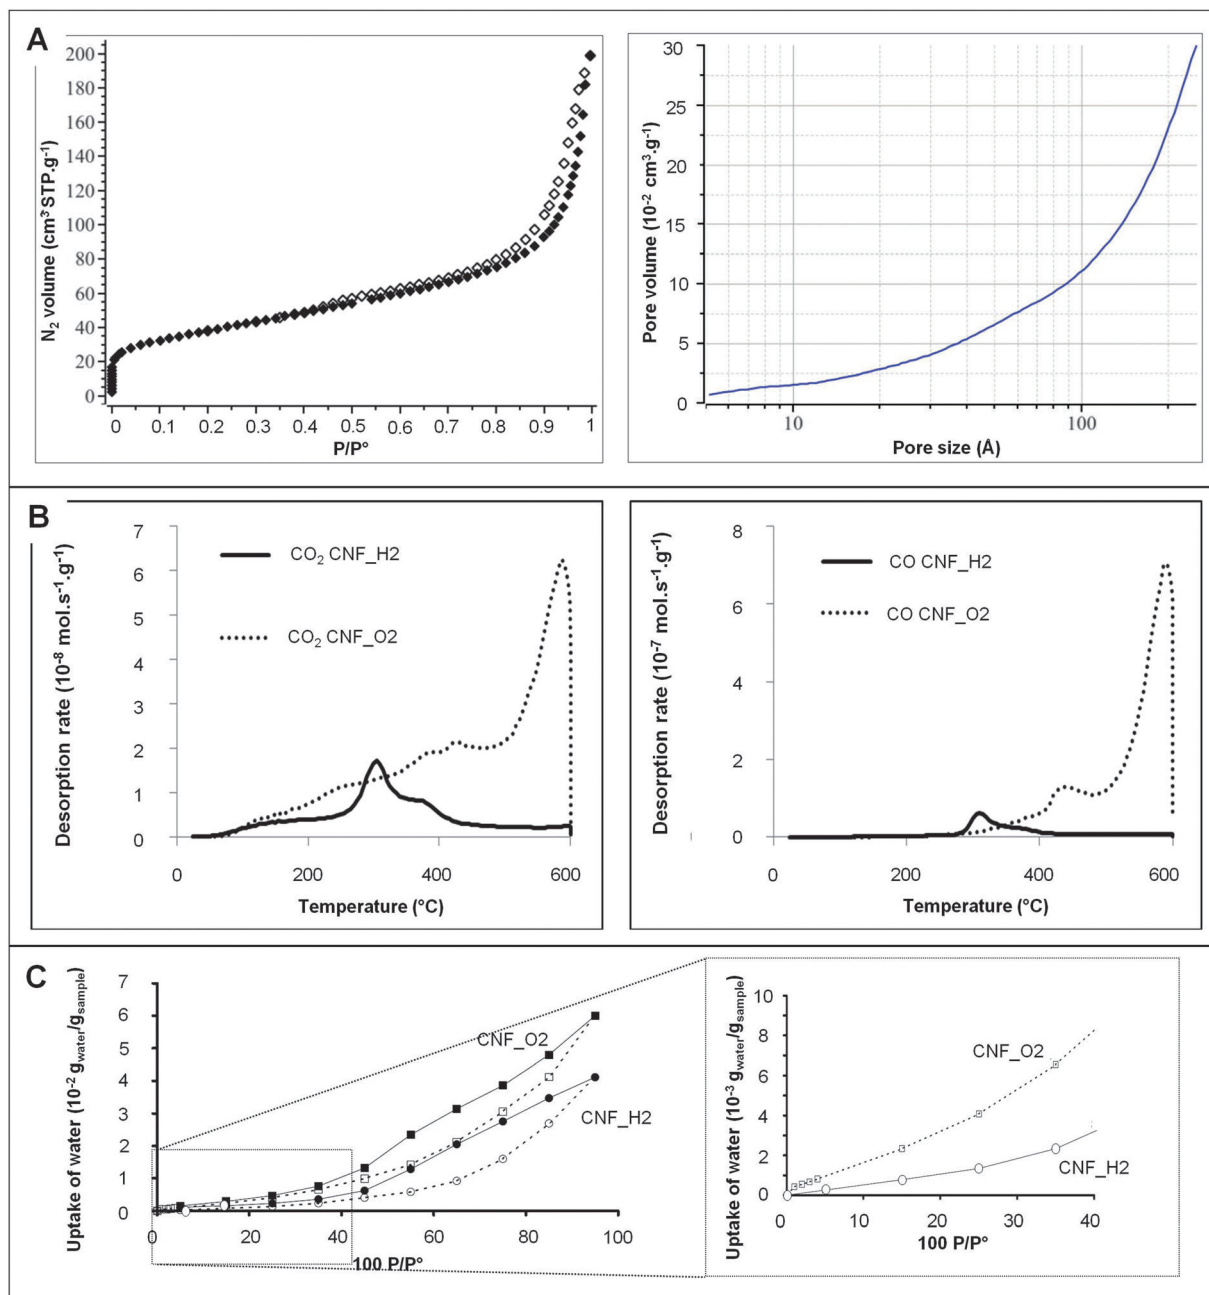 A
N₂ volume (cm³ STP.g⁻¹)
200
180
160
140
120
100
80
60
40
20
0
0 0.1 0.2 0.3 0.4 0.5 0.6 0.7 0.8 0.9 1
P/P°
Pore volume (10⁻² cm³.g⁻¹)
30
25
20
15
10
5
0
10 100
Pore size (Å)
B
Desorption rate (10⁻⁸ mol.s⁻¹.g⁻¹)
7
6
5
4
3
2
1
0
CO₂ CNF_H2
CO₂ CNF_O2
0 200 400 600
Temperature (°C)
Desorption rate (10⁻⁷ mol.s⁻¹.g⁻¹)
8
6
4
2
0
CO CNF_H2
CO CNF_O2
0 200 400 600
Temperature (°C)
C
Uptake of water (10⁻² g_water/g_sample)
7
6
5
4
3
2
1
0
CNF_O2
CNF_H2
0 20 40 60 80 100
100 P/P°
Uptake of water (10⁻³ g_water/g_sample)
10
8
6
4
2
0
CNF_O2
CNF_H2
0 10 20 30 40
100 P/P°